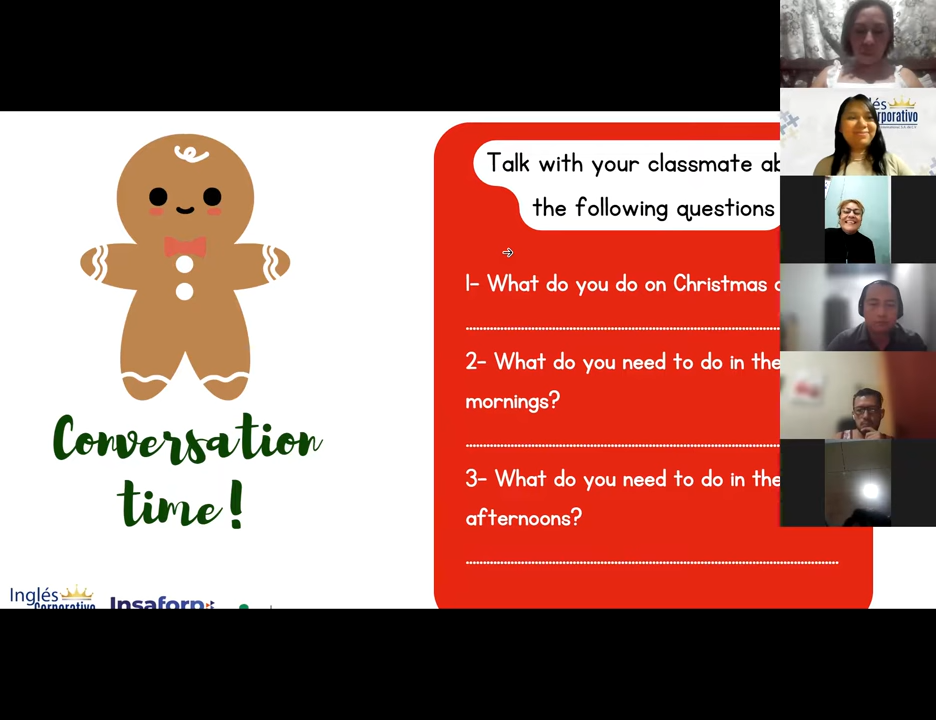 Conversation
time!
Inglés
Corporativo
Insaforp
Talk with your classmate
the following questions
1- What do you do on Christmas
2- What do you need to do in the
mornings?
3- What do you need to do in the
afternoons?
és
Corporativo